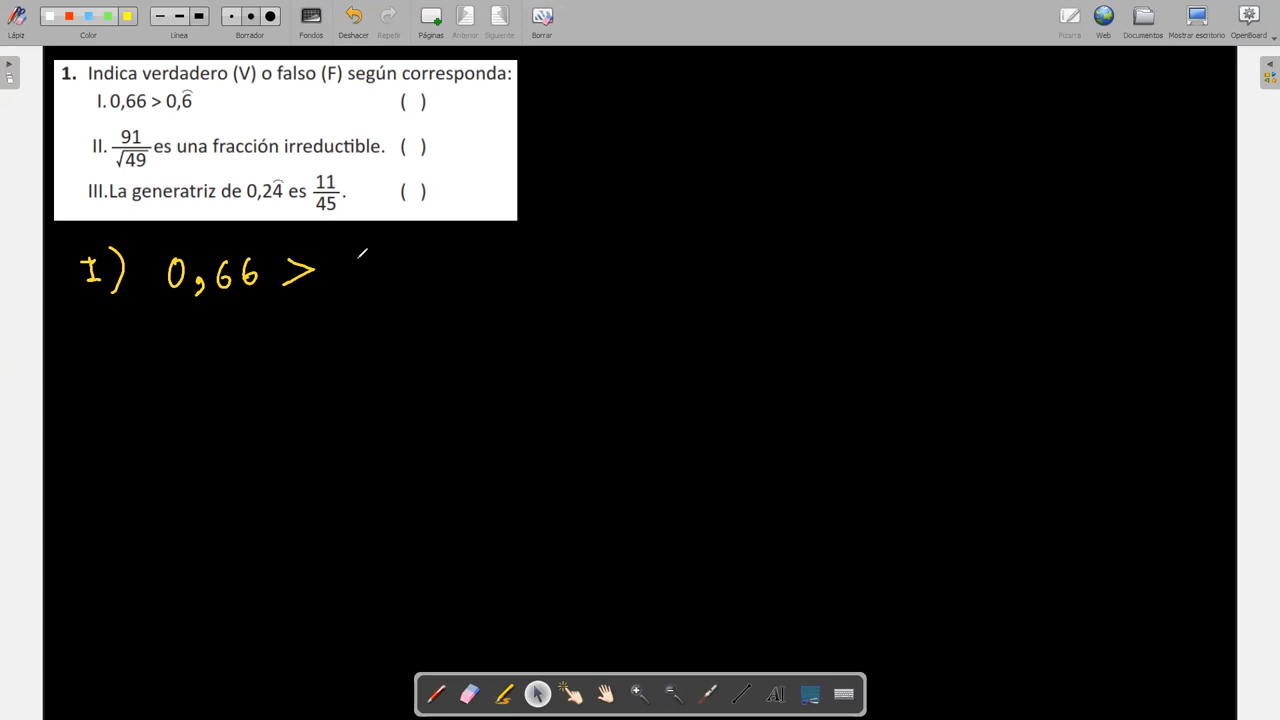 Lápiz Color Línea Borrador Fondos Deshacer Repetir Páginas Anterior Siguiente Borrar Pizarra Web Documentos Mostrar escritorio OpenBoard
1. Indica verdadero (V) o falso (F) según corresponda:
I. 0,66 > 0,6͡ ( )
II. 91/√49 es una fracción irreductible. ( )
III. La generatriz de 0,24͡ es 11/45. ( )
I) 0,66 >